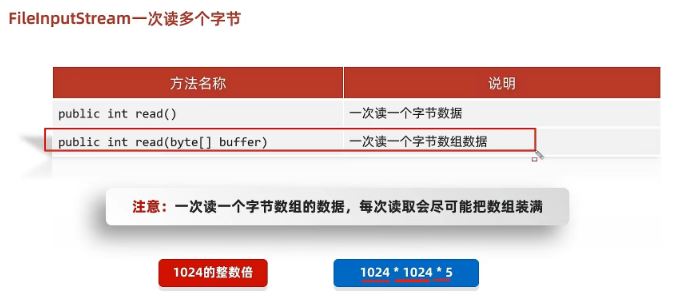 FileInputStream一次读多个字节
方法名称 说明
public int read() 一次读一个字节数据
public int read(byte[] buffer) 一次读一个字节数组数据
注意：一次读一个字节数组的数据，每次读取会尽可能把数组装满
1024的整数倍 1024 * 1024 * 5